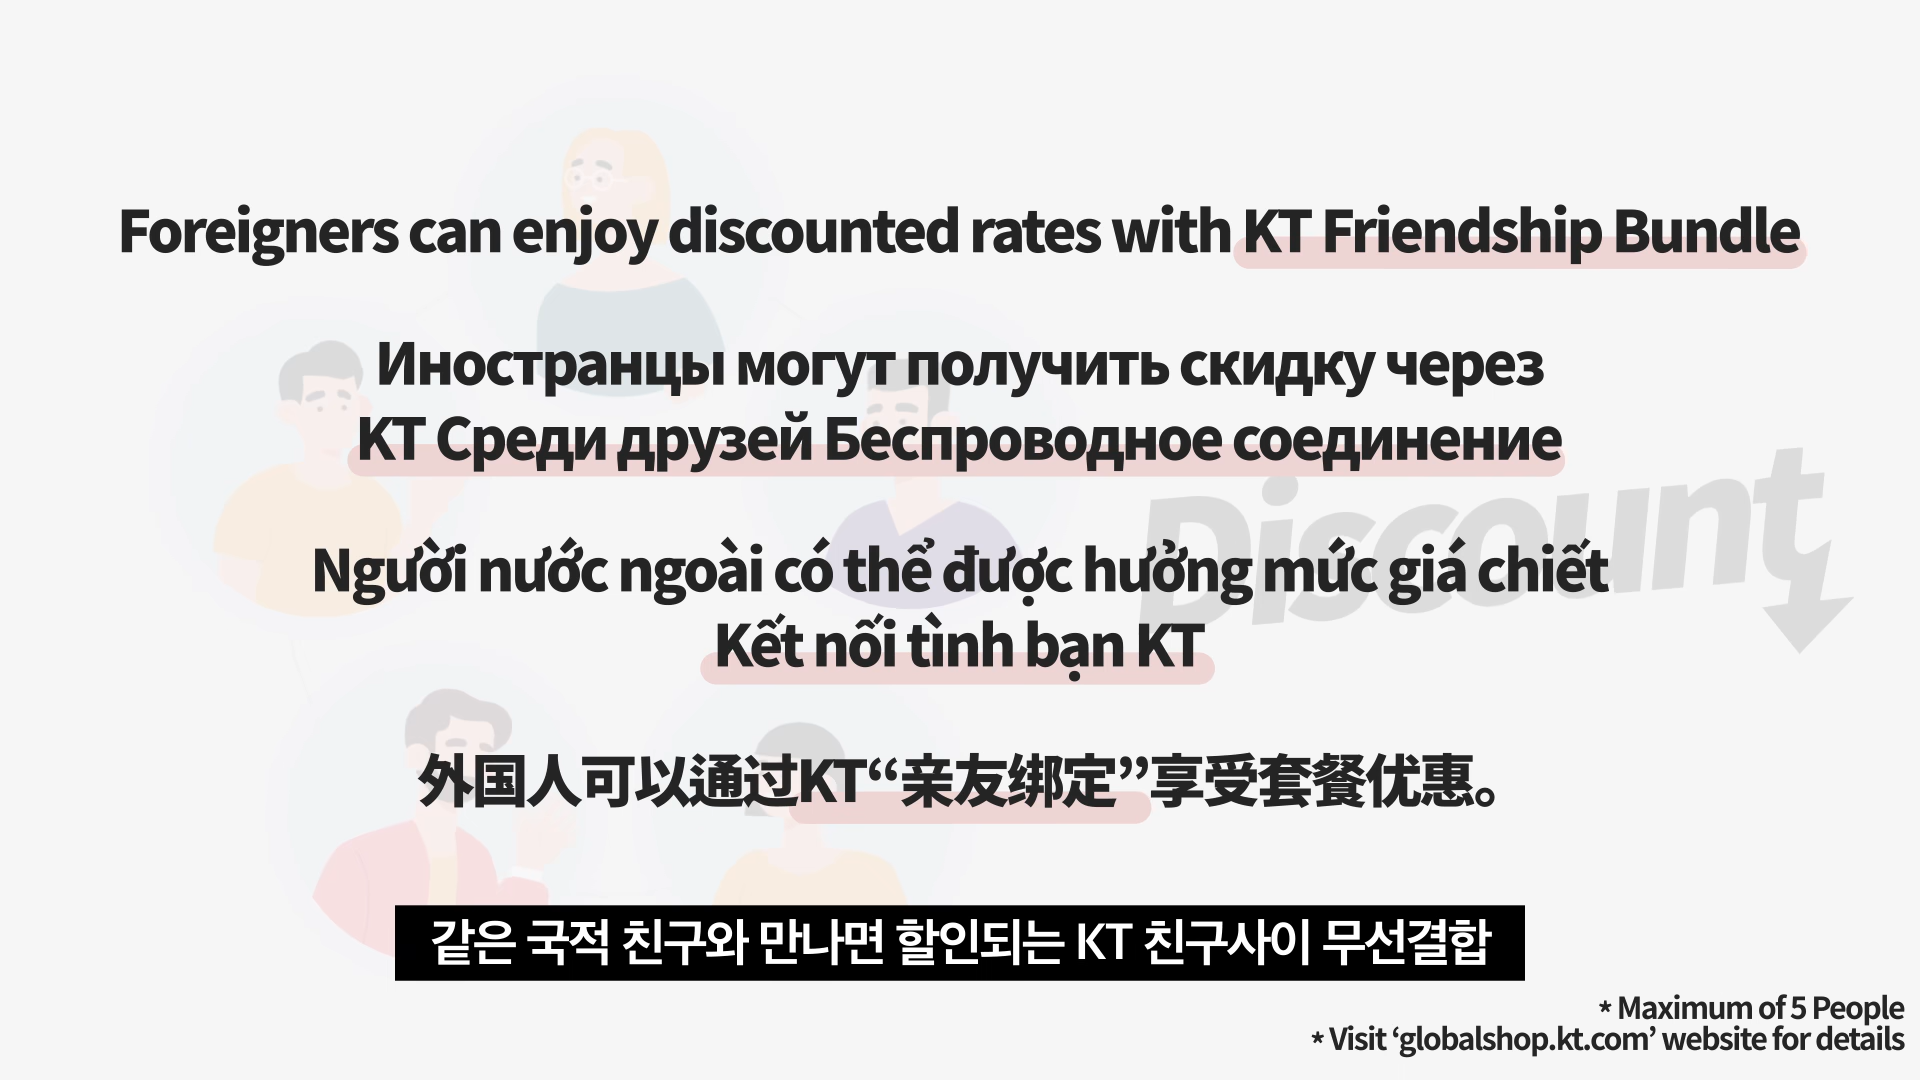 Foreigners can enjoy discounted rates with KT Friendship Bundle
Иностранцы могут получить скидку через
KT Среди друзей Беспроводное соединение
Discount
Người nước ngoài có thể được hưởng mức giá chiết
Kết nối tình bạn KT
外国人可以通过KT“亲友绑定”享受套餐优惠。
같은 국적 친구와 만나면 할인되는 KT 친구사이 무선결합
* Maximum of 5 People
* Visit ‘globalshop.kt.com’ website for details